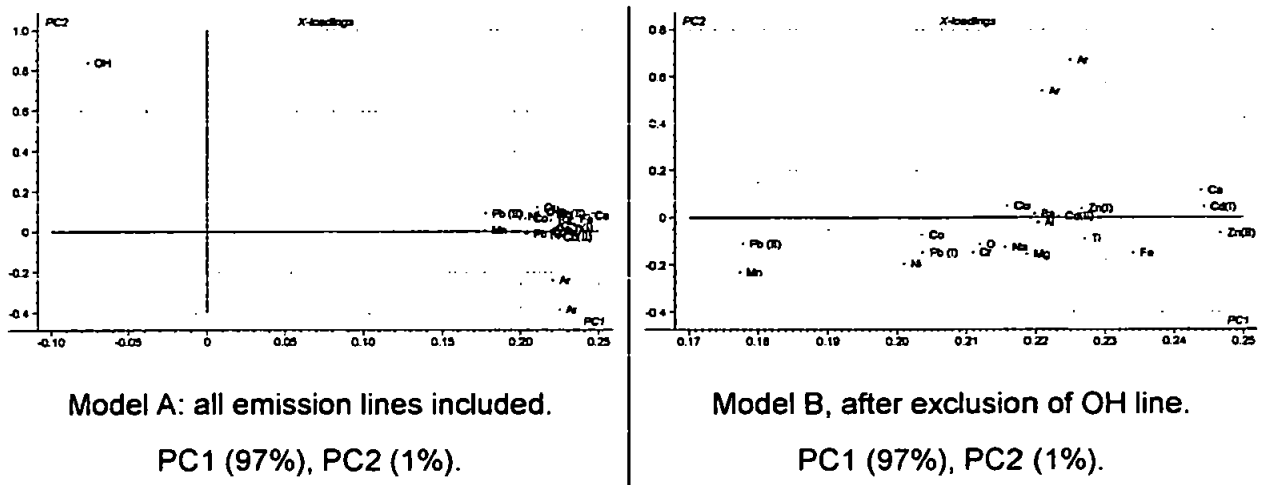 PC2 X-loadings
1.0
0.8
0.6
0.4
0.2
0
-0.2
-0.4
OH
Pb (II)
Mn
Ar
Ar
-0.10 -0.05 0 0.05 0.10 0.15 0.20 0.25
PC1
Model A: all emission lines included.
PC1 (97%), PC2 (1%).
PC2 X-loadings
0.8
0.6
0.4
0.2
0
-0.2
-0.4
Ar
Ar
Ca
Cd(I)
Zn(I)
Cd(II)
Al
Zn(II)
Pb (II)
Mn
Co
Pb (I)
Ni
O
Cr
Na
Mg
Ti
Fe
0.17 0.18 0.19 0.20 0.21 0.22 0.23 0.24 0.25
PC1
Model B, after exclusion of OH line.
PC1 (97%), PC2 (1%).